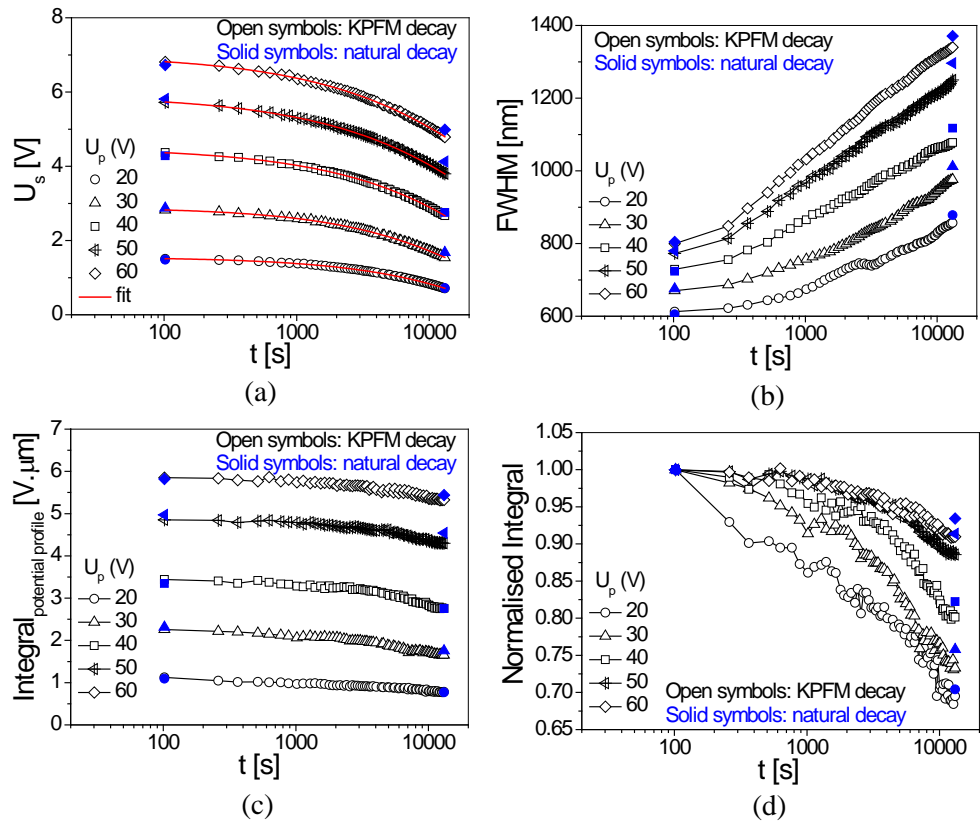 8
7
6
5
4
3
2
1
0
U_s [V]
Open symbols: KPFM decay
Solid symbols: natural decay
U_p (V)
20
30
40
50
60
fit
100
1000
10000
t [s]
(a)
1400
1200
1000
800
600
FWHM [nm]
Open symbols: KPFM decay
Solid symbols: natural decay
U_p (V)
20
30
40
50
60
100
1000
10000
t [s]
(b)
7
6
5
4
3
2
1
0
Integral_potential profile [V.µm]
Open symbols: KPFM decay
Solid symbols: natural decay
U_p (V)
20
30
40
50
60
100
1000
10000
t [s]
(c)
1.05
1.00
0.95
0.90
0.85
0.80
0.75
0.70
0.65
Normalised Integral
U_p (V)
20
30
40
50
60
Open symbols: KPFM decay
Solid symbols: natural decay
100
1000
10000
t [s]
(d)